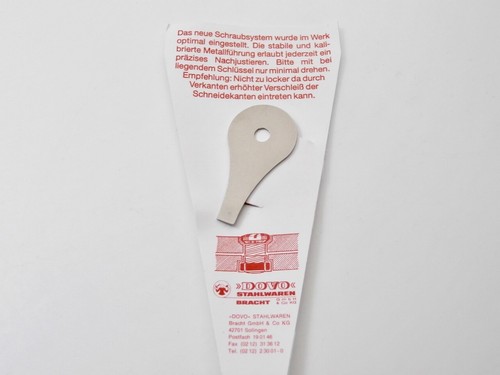 Das neue Schraubsystem wurde im Werk
optimal eingestellt. Die stabile und kali-
brierte Metallführung erlaubt jederzeit ein
präzises Nachjustieren. Bitte mit bei
liegendem Schlüssel nur minimal drehen.
Empfehlung: Nicht zu locker da durch
Verkanten erhöhter Verschleiß der
Schneidekanten eintreten kann.
»DOVO«
STAHLWAREN
BRACHT
»DOVO« STAHLWAREN
Bracht GmbH & Co KG
42701 Solingen
Postfach 19 01 46
Fax (02 12) 31 36 13
Tel. (02 12) 2 30 01 -